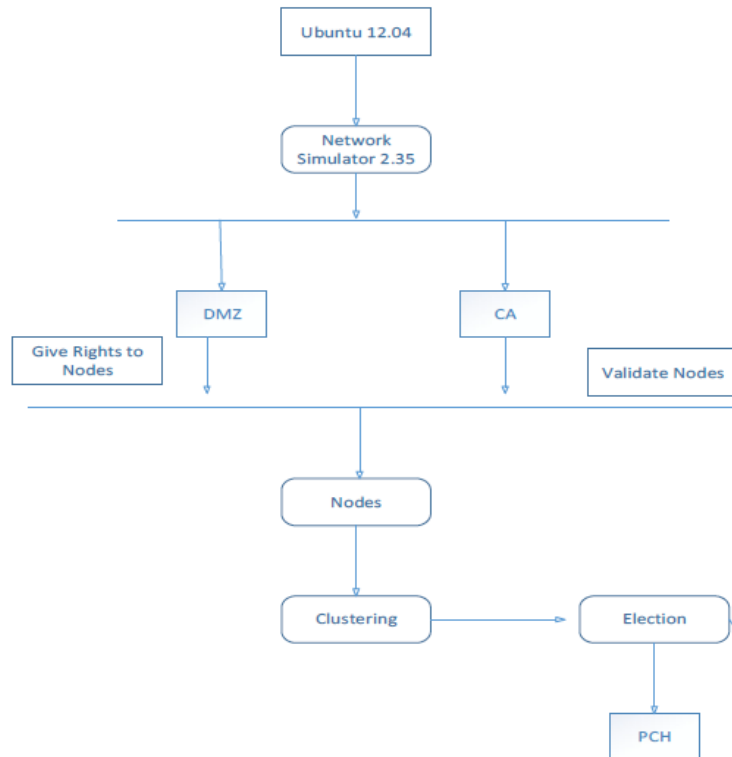 Ubuntu 12.04
Network
Simulator 2.35
DMZ
CA
Give Rights to
Nodes
Validate Nodes
Nodes
Clustering
Election
PCH